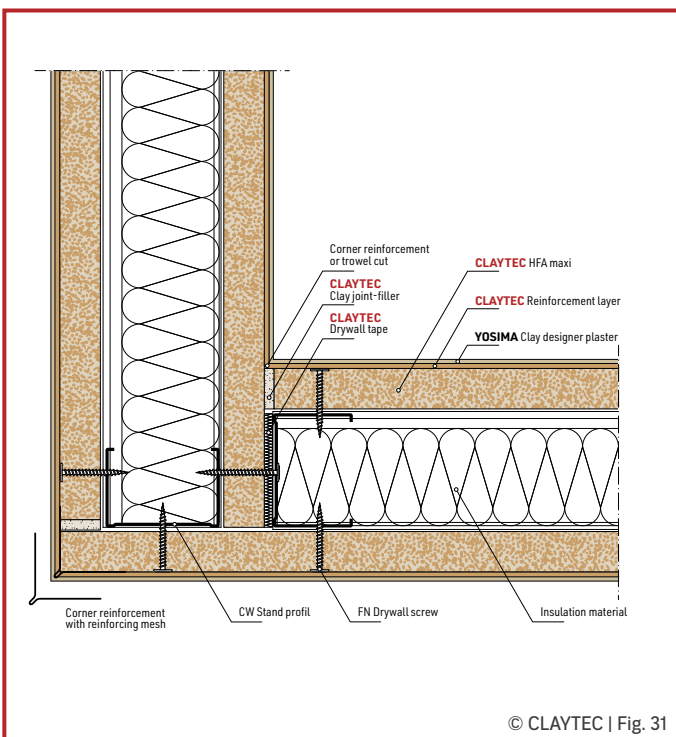 Corner reinforcement
or trowel cut
CLAYTEC
Clay joint-filler
CLAYTEC
Drywall tape
CLAYTEC HFA maxi
CLAYTEC Reinforcement layer
YOSIMA Clay designer plaster
Corner reinforcement
with reinforcing mesh
CW Stand profil
FN Drywall screw
Insulation material
© CLAYTEC | Fig. 31